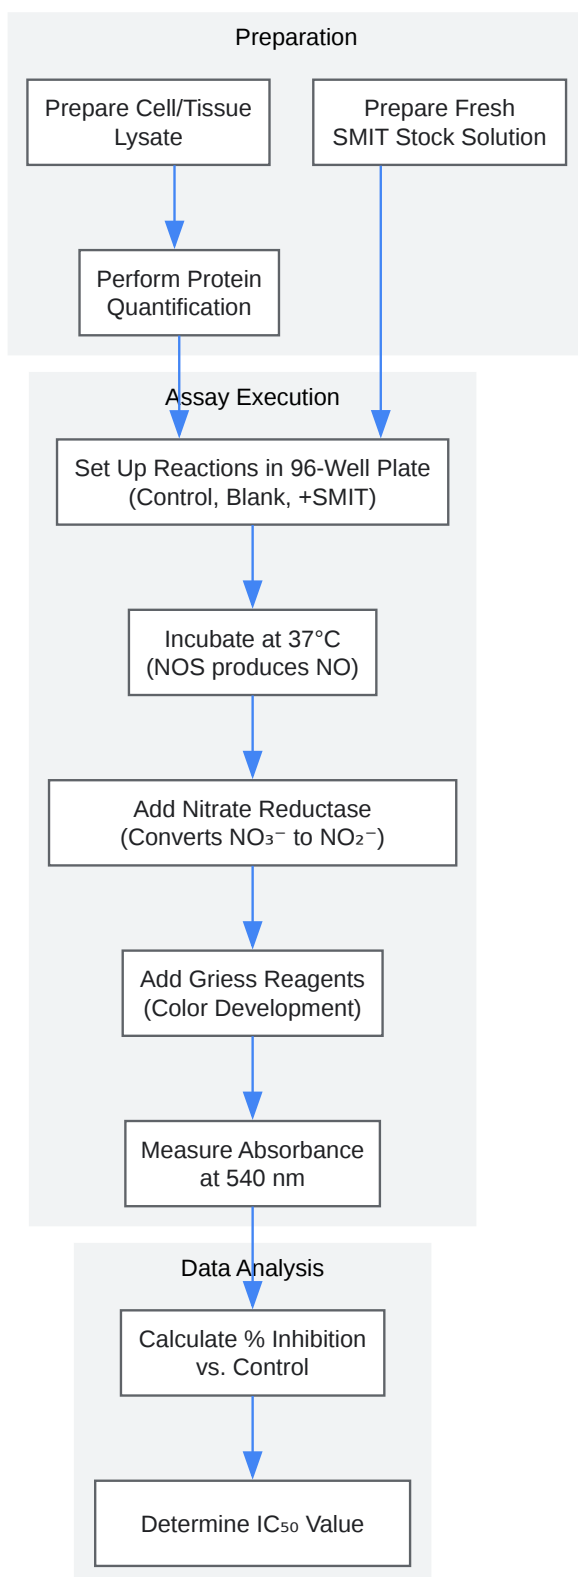 Preparation
Prepare Cell/Tissue
Lysate
Prepare Fresh
SMIT Stock Solution
Perform Protein
Quantification
Assay Execution
Set Up Reactions in 96-Well Plate
(Control, Blank, +SMIT)
Incubate at 37°C
(NOS produces NO)
Add Nitrate Reductase
(Converts NO₃⁻ to NO₂⁻)
Add Griess Reagents
(Color Development)
Measure Absorbance
at 540 nm
Data Analysis
Calculate % Inhibition
vs. Control
Determine IC₅₀ Value